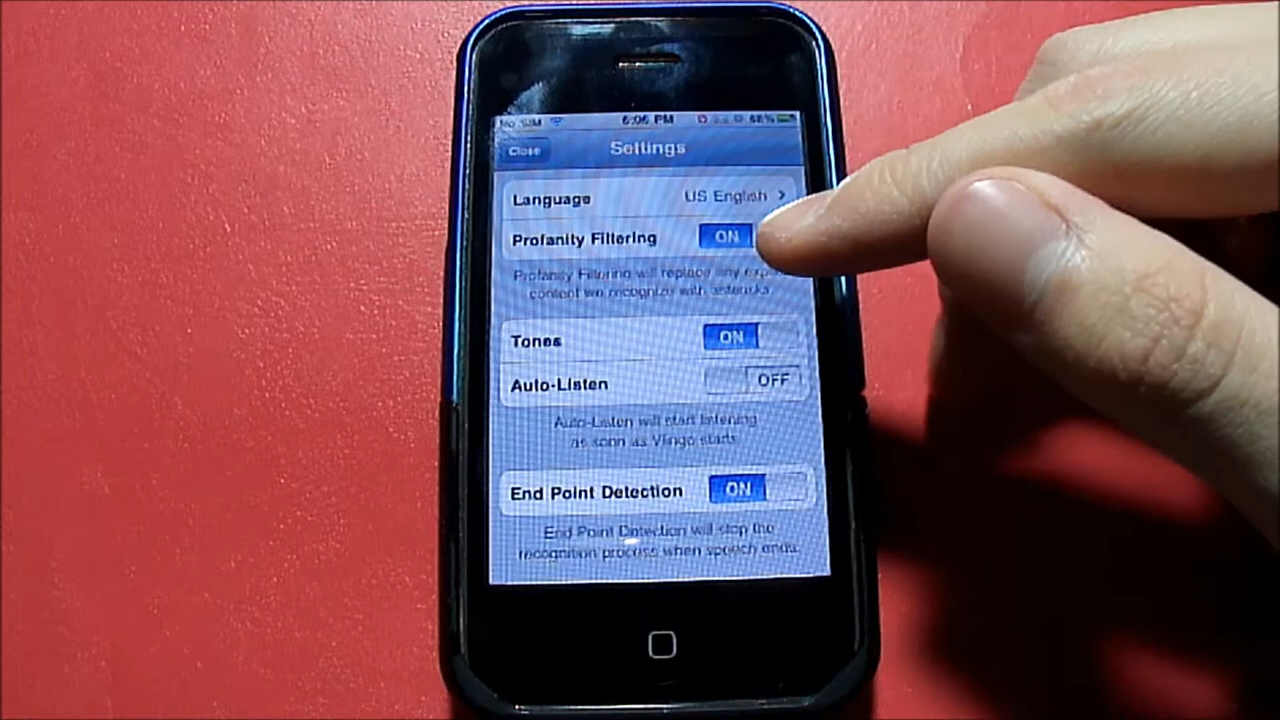 No SIM 6:06 PM 68%
Close Settings
Language US English
Profanity Filtering ON
Profanity Filtering will replace any
content we recognize with asterisks.
Tones ON
Auto-Listen OFF
Auto-Listen will start listening
as soon as Vlingo starts.
End Point Detection ON
End Point Detection will stop the
recognition process when speech ends.